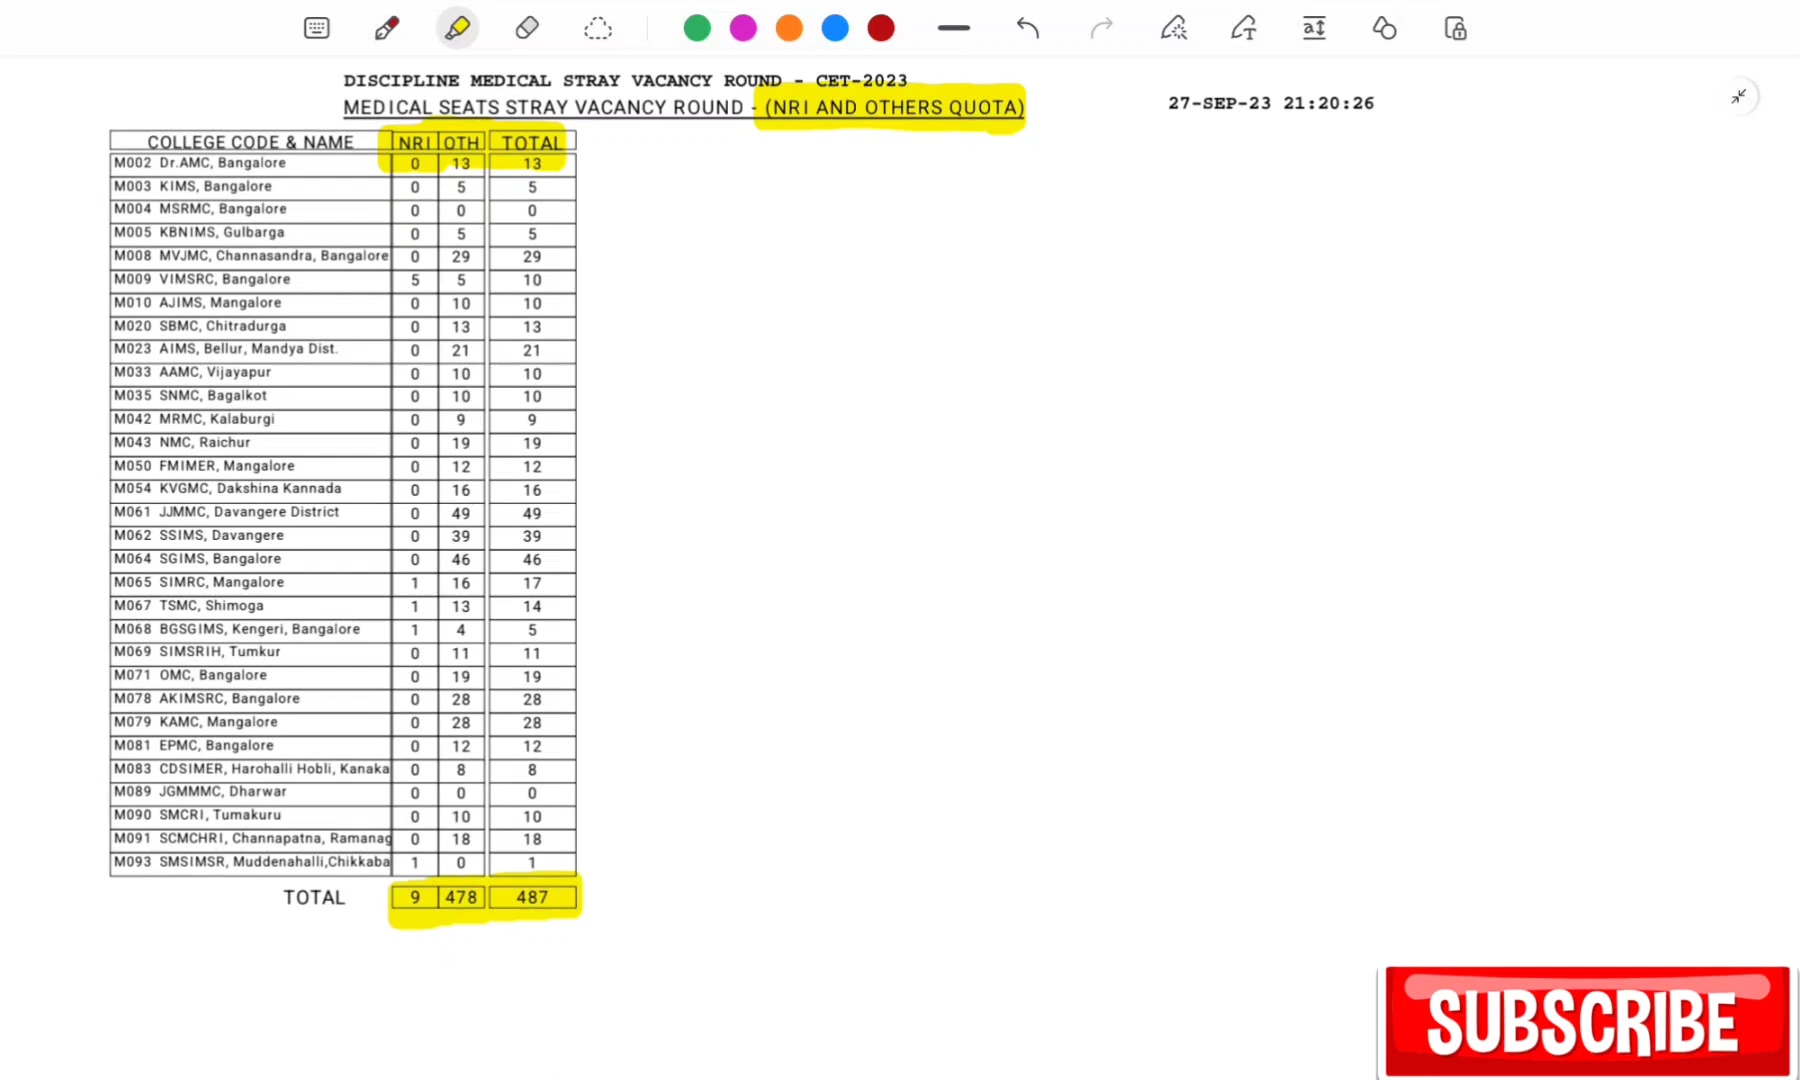 DISCIPLINE MEDICAL STRAY VACANCY ROUND - CET-2023
MEDICAL SEATS STRAY VACANCY ROUND - (NRI AND OTHERS QUOTA)
27-SEP-23 21:20:26
COLLEGE CODE & NAME NRI OTH TOTAL
M002 Dr.AMC, Bangalore 0 13 13
M003 KIMS, Bangalore 0 5 5
M004 MSRMC, Bangalore 0 0 0
M005 KBNIMS, Gulbarga 0 5 5
M008 MVJMC, Channasandra, Bangalore 0 29 29
M009 VIMSRC, Bangalore 5 5 10
M010 AJIMS, Mangalore 0 10 10
M020 SBMC, Chitradurga 0 13 13
M023 AIMS, Bellur, Mandya Dist. 0 21 21
M033 AAMC, Vijayapur 0 10 10
M035 SNMC, Bagalkot 0 10 10
M042 MRMC, Kalaburgi 0 9 9
M043 NMC, Raichur 0 19 19
M050 FMIMER, Mangalore 0 12 12
M054 KVGMC, Dakshina Kannada 0 16 16
M061 JJMMC, Davangere District 0 49 49
M062 SSIMS, Davangere 0 39 39
M064 SGIMS, Bangalore 0 46 46
M065 SIMRC, Mangalore 1 16 17
M067 TSMC, Shimoga 1 13 14
M068 BGSGIMS, Kengeri, Bangalore 1 4 5
M069 SIMSRIH, Tumkur 0 11 11
M071 OMC, Bangalore 0 19 19
M078 AKIMSRC, Bangalore 0 28 28
M079 KAMC, Mangalore 0 28 28
M081 EPMC, Bangalore 0 12 12
M083 CDSIMER, Harohalli Hobli, Kanaka 0 8 8
M089 JGMMMC, Dharwar 0 0 0
M090 SMCRI, Tumakuru 0 10 10
M091 SCMCHRI, Channapatna, Ramanag 0 18 18
M093 SMSIMSR, Muddenahalli,Chikkaba 1 0 1
TOTAL 9 478 487
SUBSCRIBE